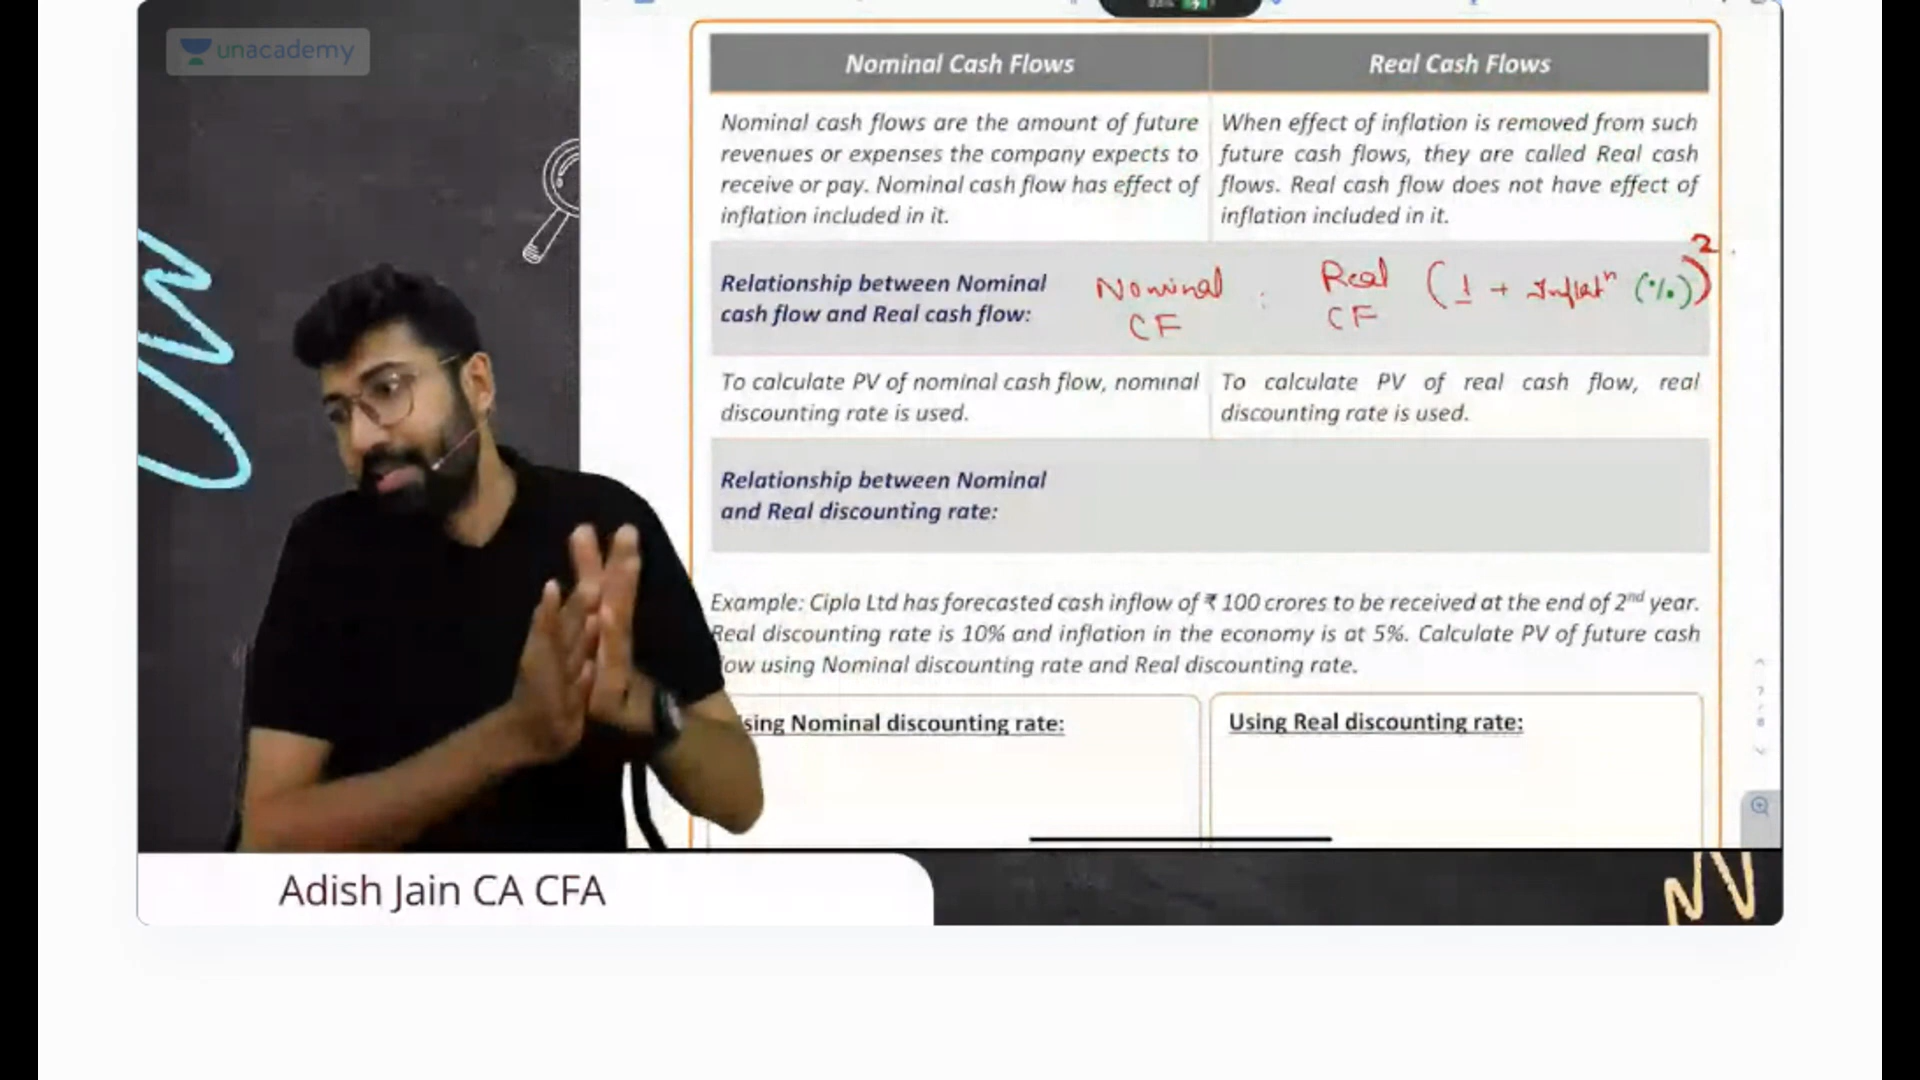 unacademy
Nominal Cash Flows
Real Cash Flows
Nominal cash flows are the amount of future
revenues or expenses the company expects to
receive or pay. Nominal cash flow has effect of
inflation included in it.
When effect of inflation is removed from such
future cash flows, they are called Real cash
flows. Real cash flow does not have effect of
inflation included in it.
Relationship between Nominal
cash flow and Real cash flow:
Nominal
CF
:
Real
CF
(1 + Inflatⁿ (%))²
To calculate PV of nominal cash flow, nominal
discounting rate is used.
To calculate PV of real cash flow, real
discounting rate is used.
Relationship between Nominal
and Real discounting rate:
Example: Cipla Ltd has forecasted cash inflow of ₹ 100 crores to be received at the end of 2nd year.
Real discounting rate is 10% and inflation in the economy is at 5%. Calculate PV of future cash
low using Nominal discounting rate and Real discounting rate.
sing Nominal discounting rate:
Using Real discounting rate:
Adish Jain CA CFA